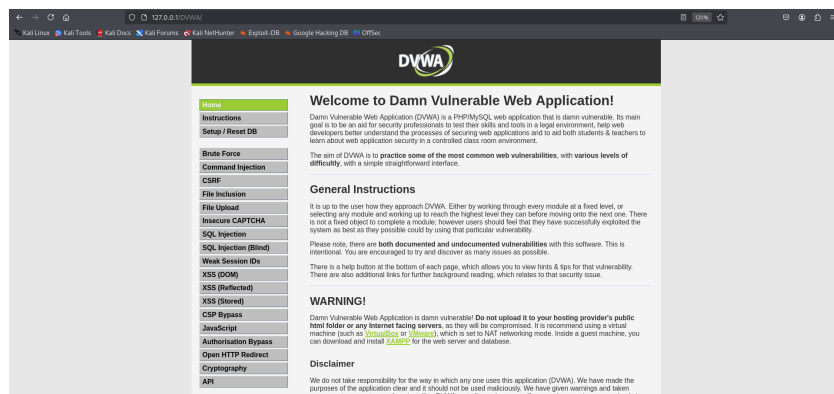 127.0.0.1/DVWA/
120%
Kali Linux Kali Tools Kali Docs Kali Forums Kali NetHunter Exploit-DB Google Hacking DB OffSec
DVWA
Home
Instructions
Setup / Reset DB
Brute Force
Command Injection
CSRF
File Inclusion
File Upload
Insecure CAPTCHA
SQL Injection
SQL Injection (Blind)
Weak Session IDs
XSS (DOM)
XSS (Reflected)
XSS (Stored)
CSP Bypass
JavaScript
Authorisation Bypass
Open HTTP Redirect
Cryptography
API
Welcome to Damn Vulnerable Web Application!
Damn Vulnerable Web Application (DVWA) is a PHP/MySQL web application that is damn vulnerable. Its main
goal is to be an aid for security professionals to test their skills and tools in a legal environment, help web
developers better understand the processes of securing web applications and to aid both students & teachers to
learn about web application security in a controlled class room environment.
The aim of DVWA is to practice some of the most common web vulnerabilities, with various levels of
difficultly, with a simple straightforward interface.
General Instructions
It is up to the user how they approach DVWA. Either by working through every module at a fixed level, or
selecting any module and working up to reach the highest level they can before moving onto the next one. There
is not a fixed object to complete a module; however users should feel that they have successfully exploited the
system as best as they possible could by using that particular vulnerability.
Please note, there are both documented and undocumented vulnerabilities with this software. This is
intentional. You are encouraged to try and discover as many issues as possible.
There is a help button at the bottom of each page, which allows you to view hints & tips for that vulnerability.
There are also additional links for further background reading, which relates to that security issue.
WARNING!
Damn Vulnerable Web Application is damn vulnerable! Do not upload it to your hosting provider's public
html folder or any Internet facing servers, as they will be compromised. It is recommend using a virtual
machine (such as VirtualBox or VMware), which is set to NAT networking mode. Inside a guest machine, you
can download and install XAMPP for the web server and database.
Disclaimer
We do not take responsibility for the way in which any one uses this application (DVWA). We have made the
purposes of the application clear and it should not be used maliciously. We have given warnings and taken